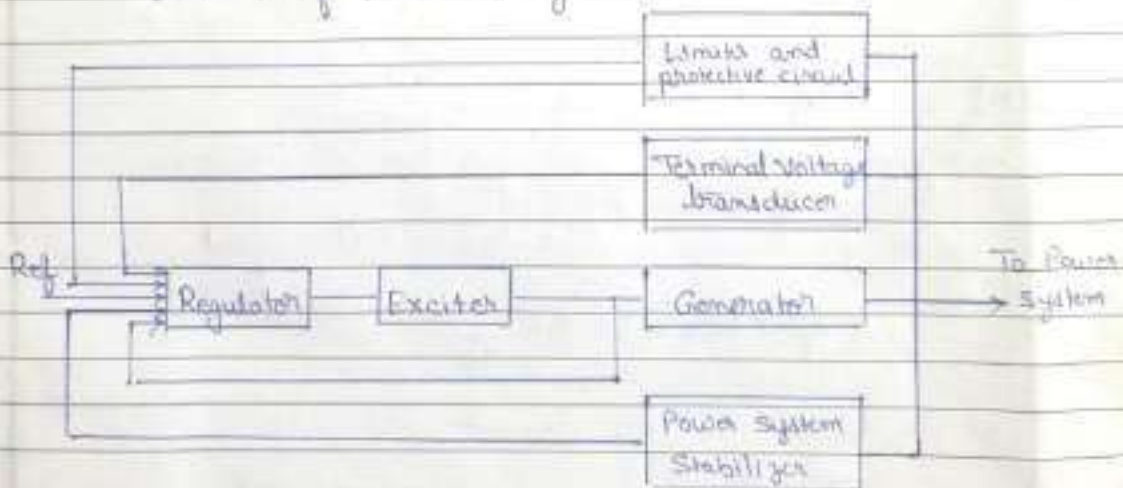 Limits and
protective circuit
Terminal Voltage
transducer
Ref
Regulator
Exciter
Generator
To Power
System
Power System
Stabilizer